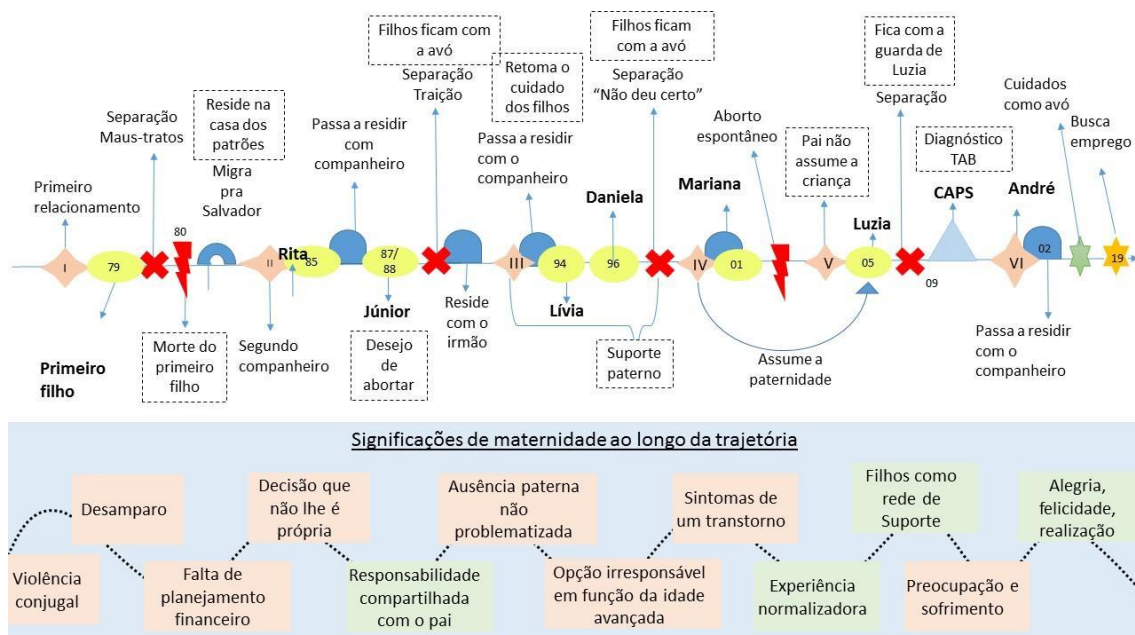 Filhos ficam com
a avó
Filhos ficam
com a avó
Fica com a
guarda de
Luzia
Separação
Maus-tratos
Reside na
casa dos
patrões
Migra
pra
Salvador
Passa a residir
com
companheiro
Separação
Traição
Retoma o
cuidado
dos filhos
Passa a residir
com o
companheiro
Separação
“Não deu certo”
Aborto
espontâneo
Pai não
assume a
criança
Separação
Diagnóstico
TAB
Cuidados
como avó
Busca
emprego
Primeiro
relacionamento
Daniela
Mariana
Luzia
CAPS
André
I
79
80
II
Rita
85
87/
88
III
94
96
IV
01
V
05
09
VI
02
19
Primeiro
filho
Morte do
primeiro
filho
Segundo
companheiro
Júnior
Desejo
de
abortar
Reside
com o
irmão
Lívia
Suporte
paterno
Assume a
paternidade
Passa a residir
com o
companheiro
Significações de maternidade ao longo da trajetória
Violência
conjugal
Desamparo
Falta de
planejamento
financeiro
Decisão que
não lhe é
própria
Responsabilidade
compartilhada
com o pai
Ausência paterna
não
problematizada
Opção irresponsável
em função da idade
avançada
Sintomas de
um transtorno
Experiência
normalizadora
Filhos como
rede de
Suporte
Preocupação e
sofrimento
Alegria,
felicidade,
realização